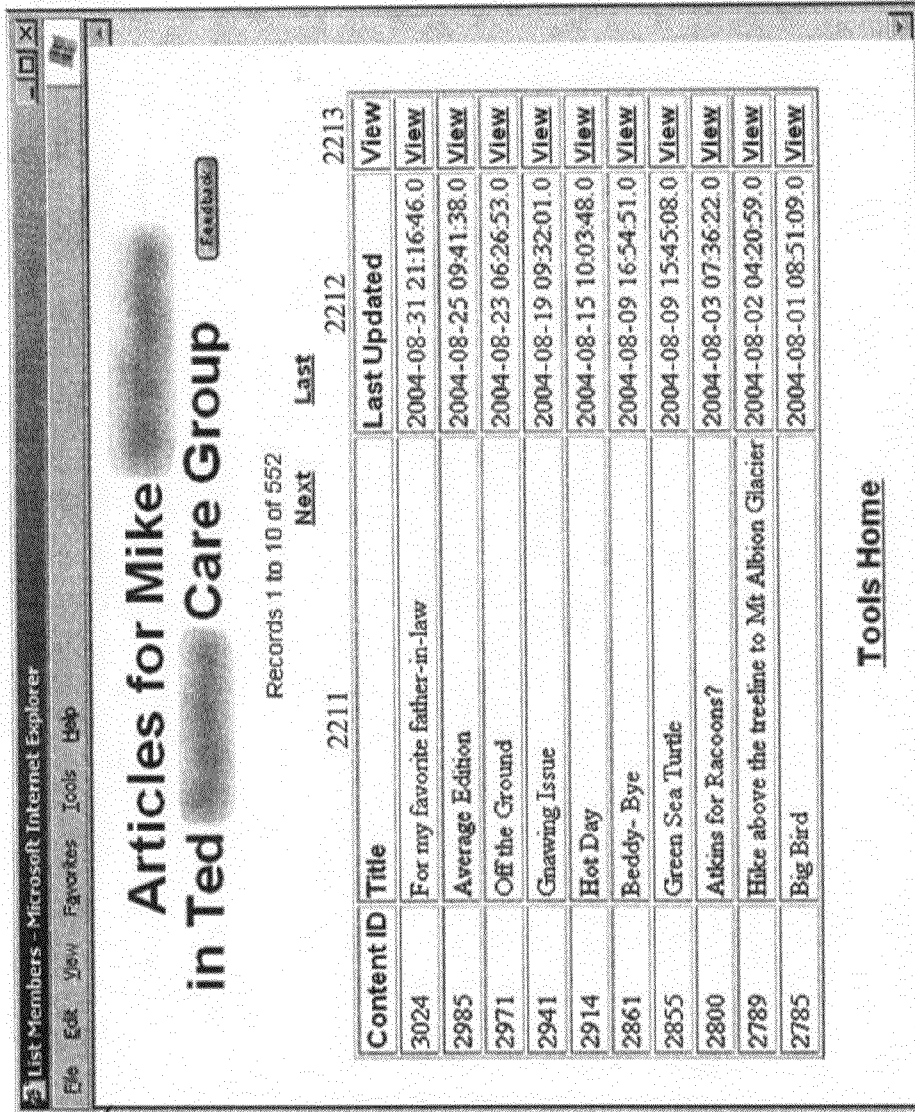 List Members - Microsoft Internet Explorer
File Edit View Favorites Tools Help
Articles for Mike
in Ted Care Group Feedback
Records 1 to 10 of 552
Next Last
2211 2212 2213
Content ID Title Last Updated View
3024 For my favorite father-in-law 2004-08-31 21:16:46.0 View
2985 Average Edition 2004-08-25 09:41:38.0 View
2971 Off the Ground 2004-08-23 06:26:53.0 View
2941 Gnawing Issue 2004-08-19 09:32:01.0 View
2914 Hot Day 2004-08-15 10:03:48.0 View
2861 Beddy- Bye 2004-08-09 16:54:51.0 View
2855 Green Sea Turtle 2004-08-09 15:45:08.0 View
2800 Atkins for Racoons? 2004-08-03 07:36:22.0 View
2789 Hike above the treeline to Mt Albion Glacier 2004-08-02 04:20:59.0 View
2785 Big Bird 2004-08-01 08:51:09.0 View
Tools Home